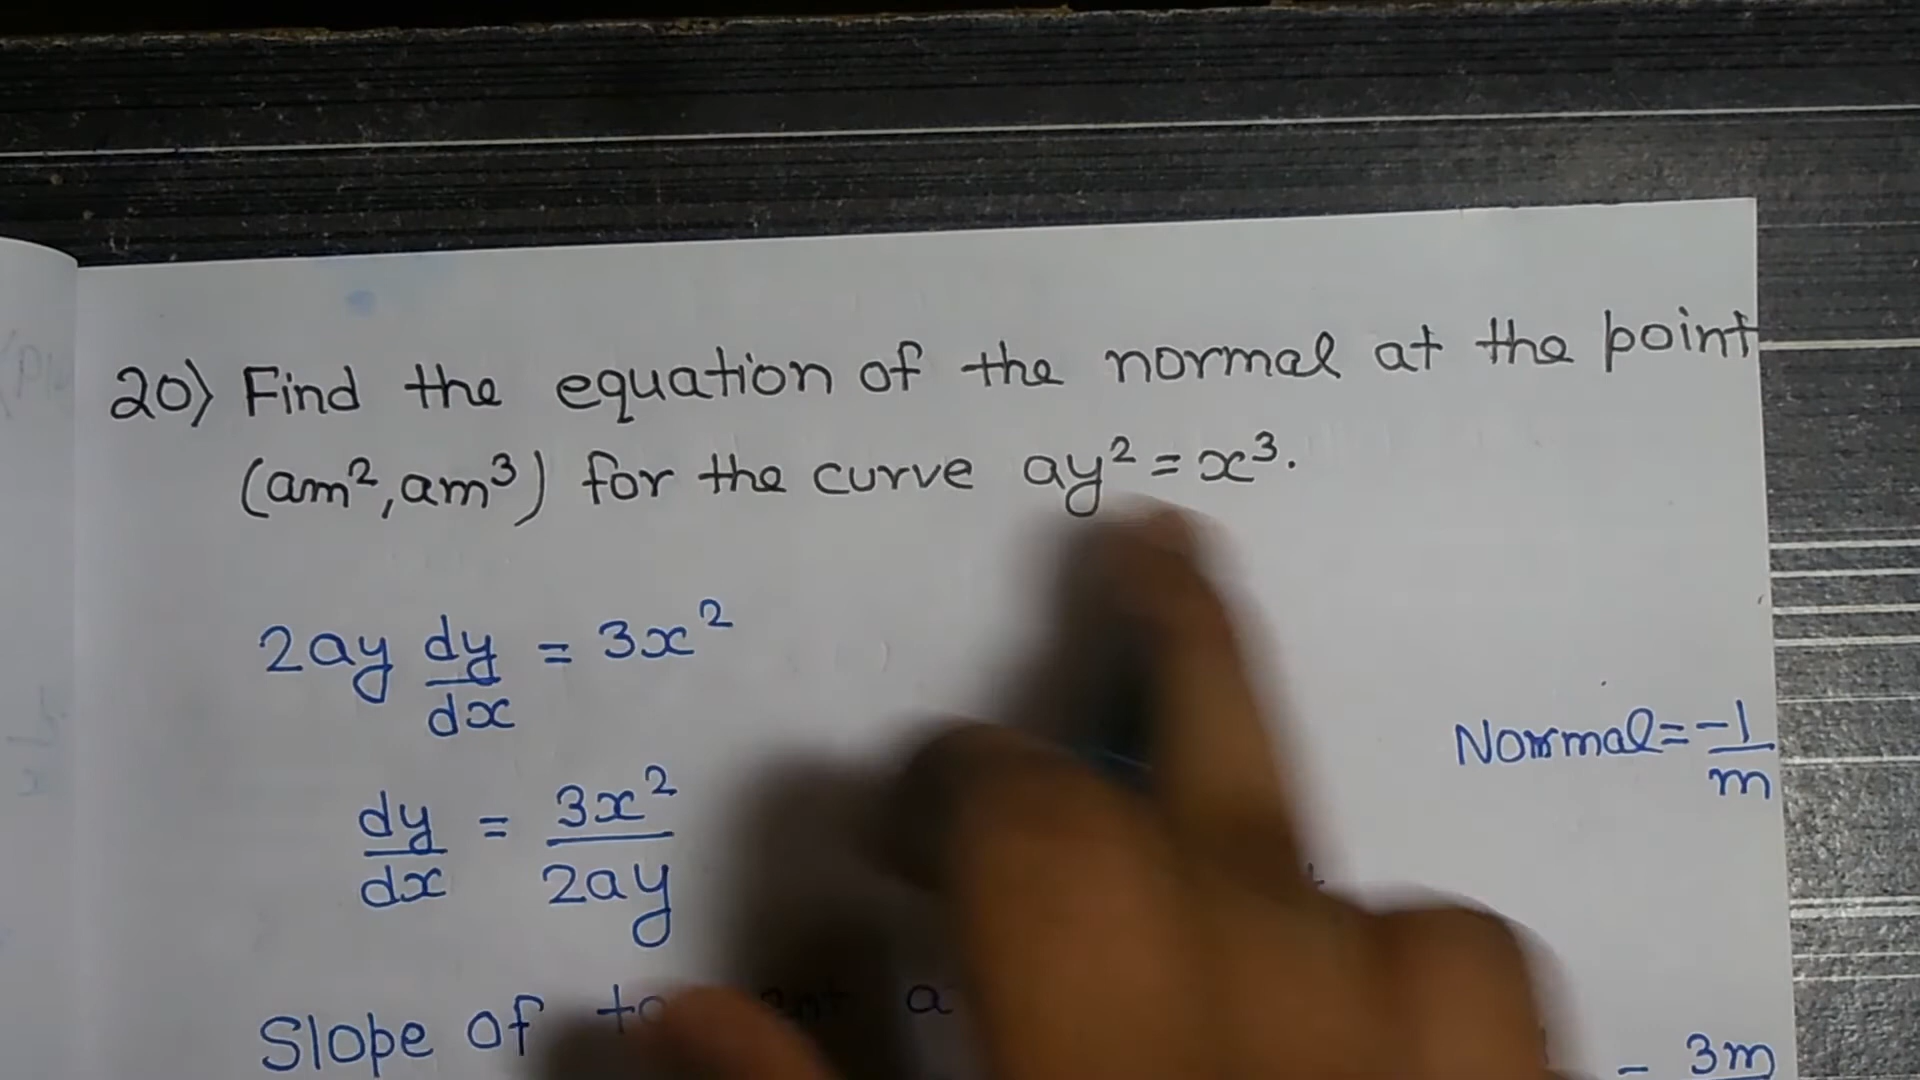 20) Find the equation of the normal at the point
(am², am³) for the curve ay² = x³.
2ay dy/dx = 3x²
Normal = -1/m
dy/dx = 3x²/2ay
Slope of
= 3m